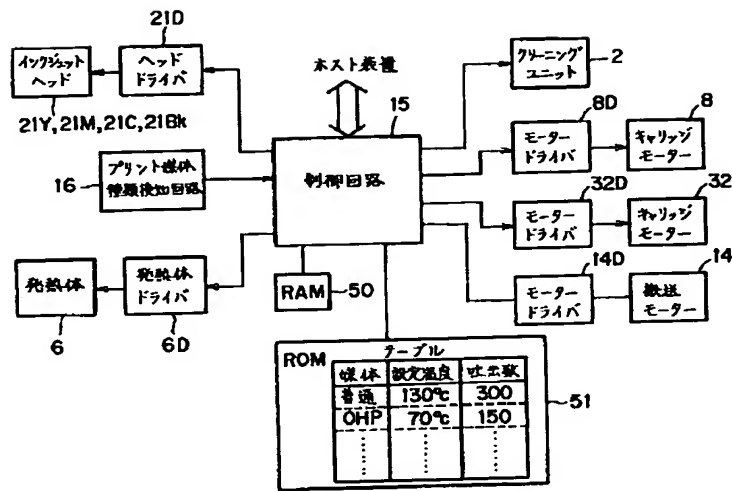 21D
インクジェット
ヘッド
ヘッド
ドライバ
21Y,21M,21C,21Bk
ホスト装置
15
クリーニング
ユニット
2
8D
8
モーター
ドライバ
キャリッジ
モーター
16
プリント媒体
種類検知回路
制御回路
32D
32
モーター
ドライバ
キャリッジ
モーター
発熱体
6
発熱体
ドライバ
6D
RAM
50
14D
14
モーター
ドライバ
搬送
モーター
ROM
テーブル
媒体 設定温度 吐出数
普通 130℃ 300
OHP 70℃ 150
51